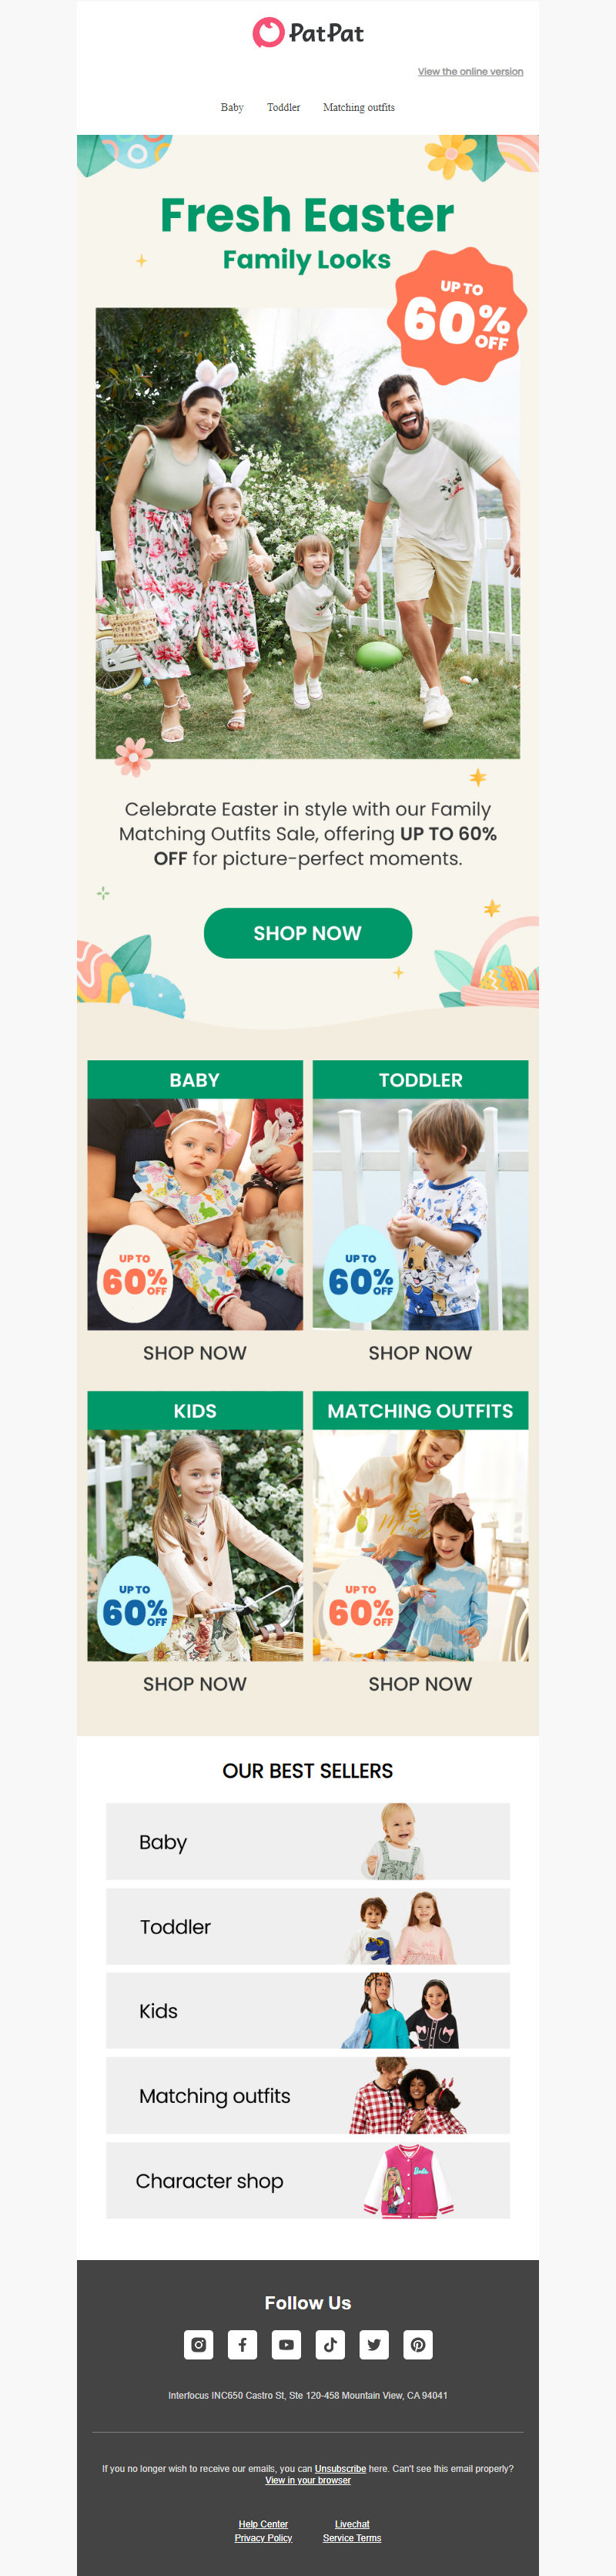 PatPat
View the online version
Baby Toddler Matching outfits
Fresh Easter
Family Looks
UP TO
60%
OFF
Celebrate Easter in style with our Family
Matching Outfits Sale, offering UP TO 60%
OFF for picture-perfect moments.
SHOP NOW
BABY
UP TO
60%
OFF
SHOP NOW
TODDLER
UP TO
60%
OFF
SHOP NOW
KIDS
UP TO
60%
OFF
SHOP NOW
MATCHING OUTFITS
UP TO
60%
OFF
SHOP NOW
OUR BEST SELLERS
Baby
Toddler
Kids
Matching outfits
Character shop
Barbie
Follow Us
Interfocus INC650 Castro St, Ste 120-458 Mountain View, CA 94041
If you no longer wish to receive our emails, you can Unsubscribe here. Can't see this email properly?
View in your browser
Help Center Livechat
Privacy Policy Service Terms